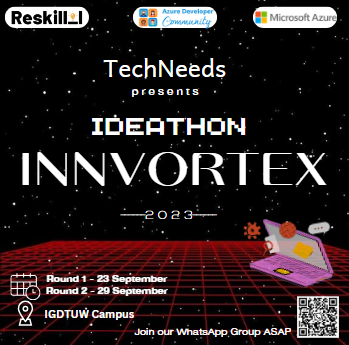 Reskilll
Azure Developer
Community
Microsoft Azure
TechNeeds
presents
IDEATHON
INNVORTEX
2023
Round 1 - 23 September
Round 2 - 29 September
IGDTUW Campus
Join our WhatsApp Group ASAP